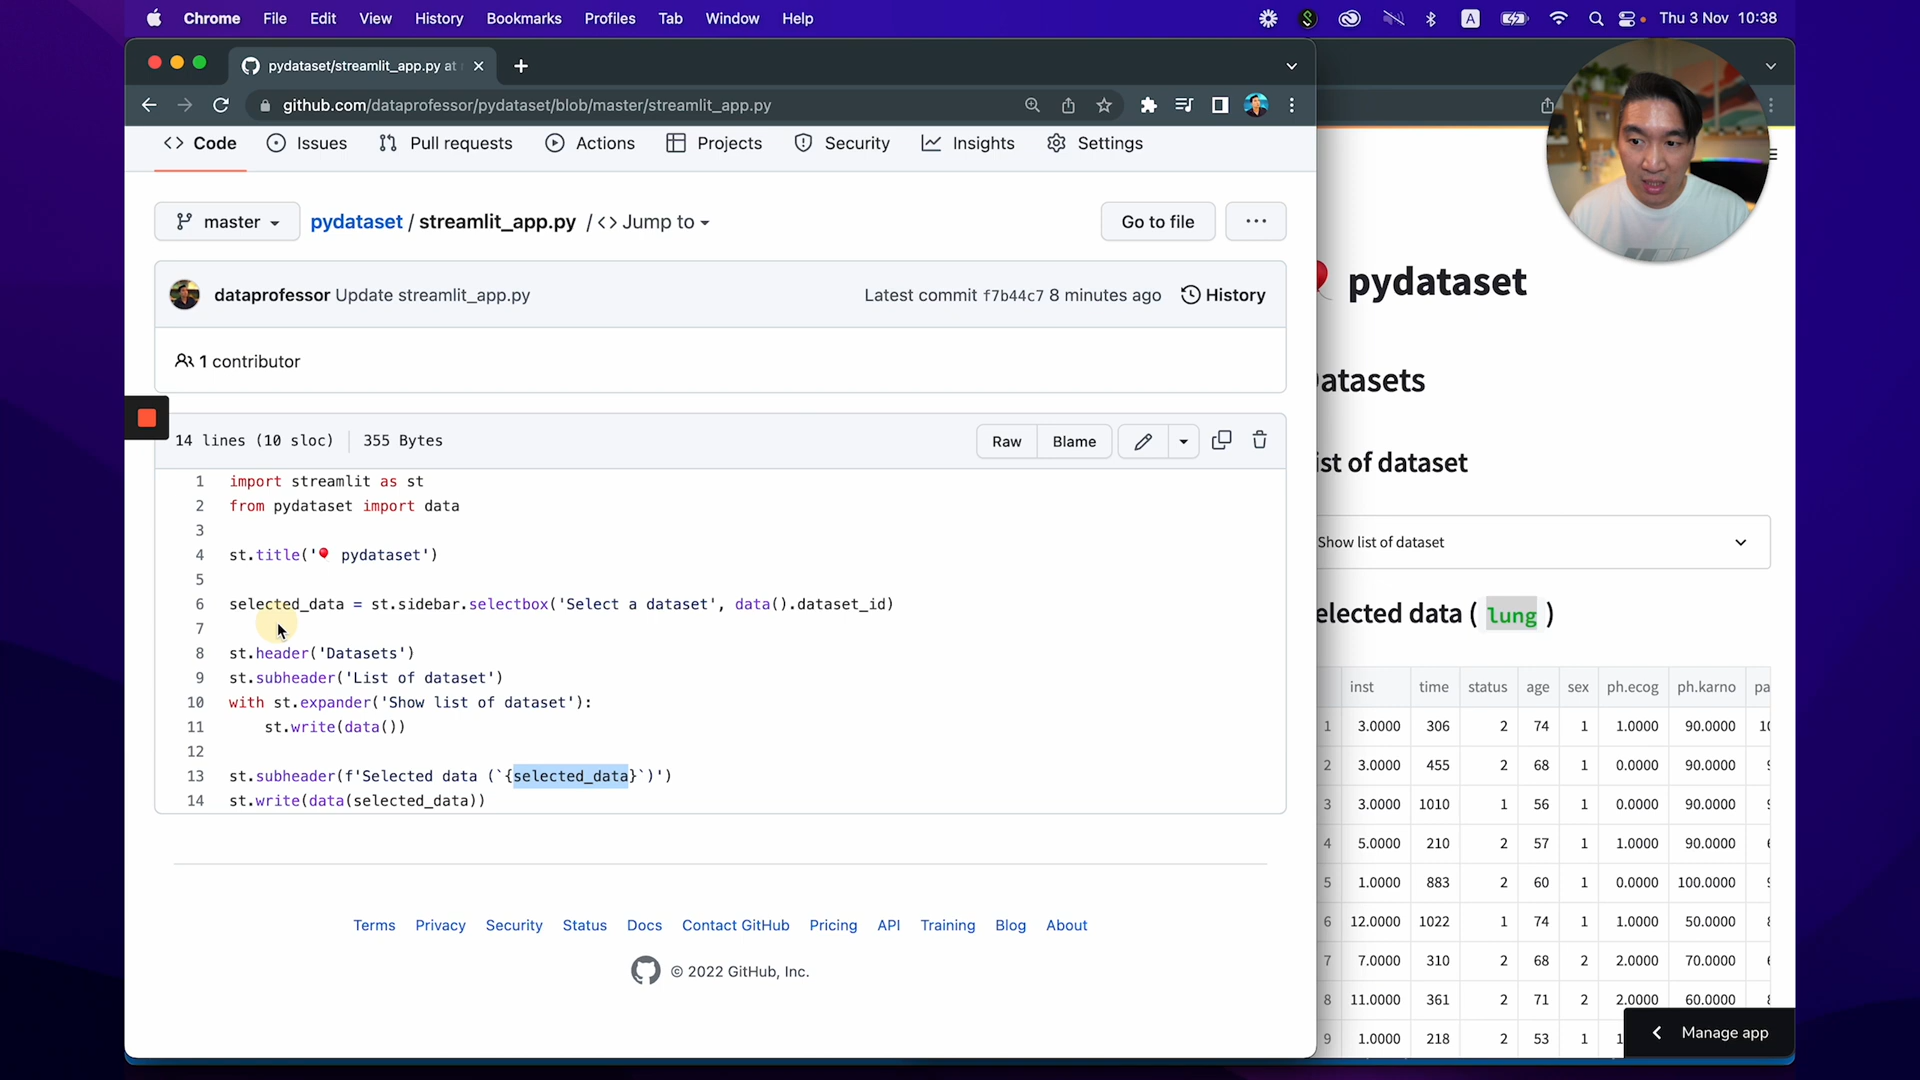 Chrome File Edit View History Bookmarks Profiles Tab Window Help A Thu 3 Nov 10:38
pydataset/streamlit_app.py at
github.com/dataprofessor/pydataset/blob/master/streamlit_app.py
Code Issues Pull requests Actions Projects Security Insights Settings
master pydataset / streamlit_app.py / <> Jump to Go to file ...
dataprofessor Update streamlit_app.py Latest commit f7b44c7 8 minutes ago History
1 contributor
14 lines (10 sloc) 355 Bytes Raw Blame
1 import streamlit as st
2 from pydataset import data
3
4 st.title('🎈 pydataset')
5
6 selected_data = st.sidebar.selectbox('Select a dataset', data().dataset_id)
7
8 st.header('Datasets')
9 st.subheader('List of dataset')
10 with st.expander('Show list of dataset'):
11 st.write(data())
12
13 st.subheader(f'Selected data (`{selected_data}`)')
14 st.write(data(selected_data))
Terms Privacy Security Status Docs Contact GitHub Pricing API Training Blog About
© 2022 GitHub, Inc.
pydataset
atasets
ist of dataset
Show list of dataset
elected data ( lung )
inst time status age sex ph.ecog ph.karno pa
1 3.0000 306 2 74 1 1.0000 90.0000 10
2 3.0000 455 2 68 1 0.0000 90.0000
3 3.0000 1010 1 56 1 0.0000 90.0000
4 5.0000 210 2 57 1 1.0000 90.0000
5 1.0000 883 2 60 1 0.0000 100.0000
6 12.0000 1022 1 74 1 1.0000 50.0000
7 7.0000 310 2 68 2 2.0000 70.0000
8 11.0000 361 2 71 2 2.0000 60.0000
9 1.0000 218 2 53 1 1
Manage app